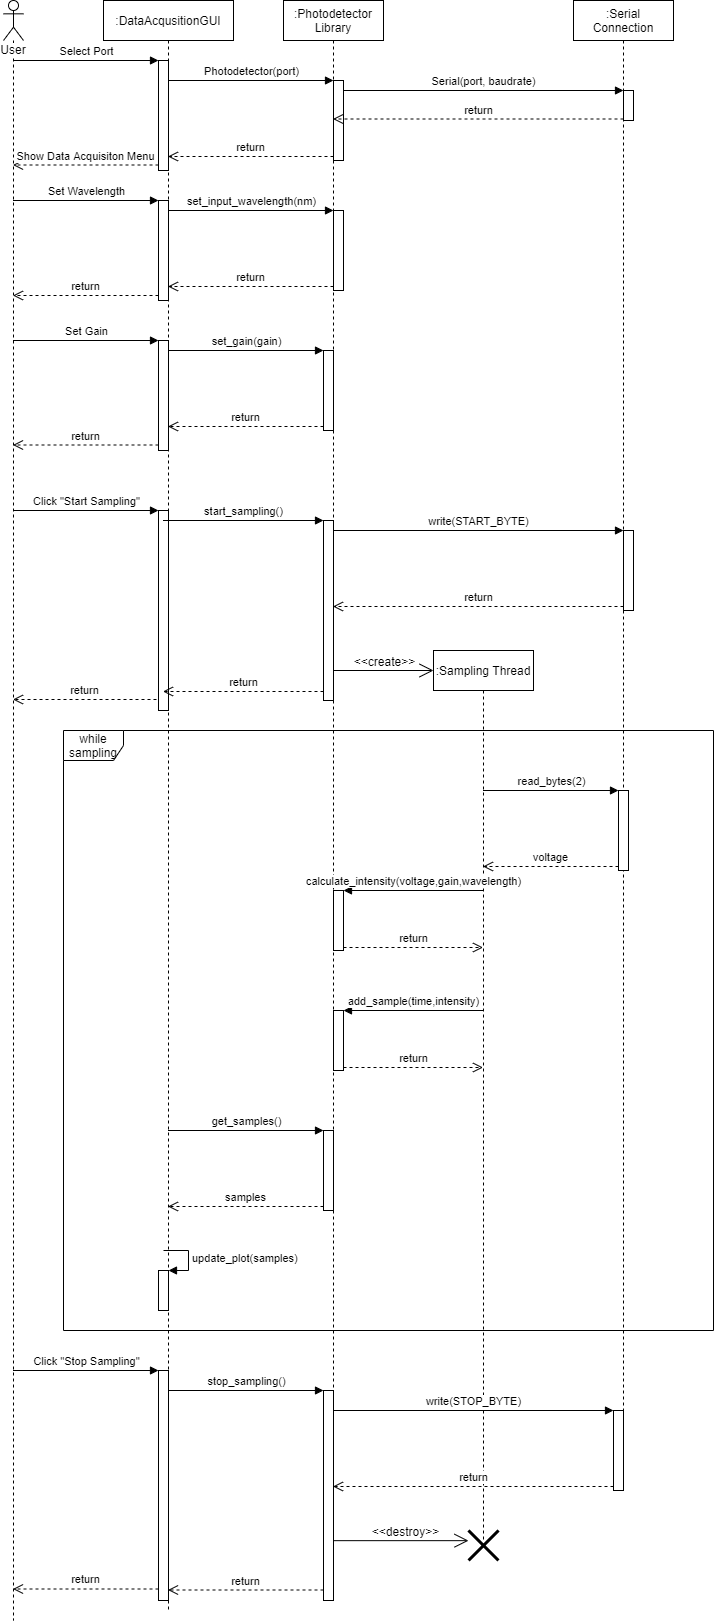 :DataAcqusitionGUI
:Photodetector
Library
:Serial
Connection
User
Select Port
Photodetector(port)
Serial(port, baudrate)
return
return
Show Data Acquisiton Menu
Set Wavelength
set_input_wavelength(nm)
return
return
Set Gain
set_gain(gain)
return
return
Click "Start Sampling"
start_sampling()
write(START_BYTE)
return
<<create>>
:Sampling Thread
return
return
while
sampling
read_bytes(2)
voltage
calculate_intensity(voltage,gain,wavelength)
return
add_sample(time,intensity)
return
get_samples()
samples
update_plot(samples)
Click "Stop Sampling"
stop_sampling()
write(STOP_BYTE)
return
<<destroy>>
return
return